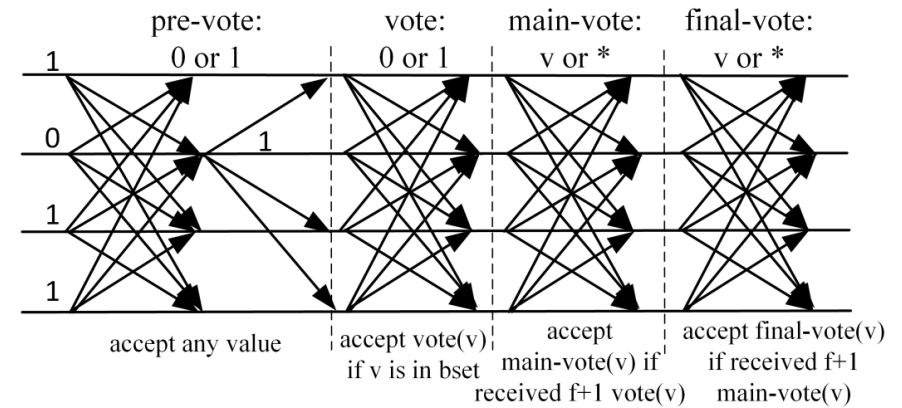 pre-vote:
0 or 1
vote:
0 or 1
main-vote:
v or *
final-vote:
v or *
1
0
1
1
1
accept any value
accept vote(v)
if v is in bset
accept
main-vote(v) if
received f+1 vote(v)
accept final-vote(v)
if received f+1
main-vote(v)